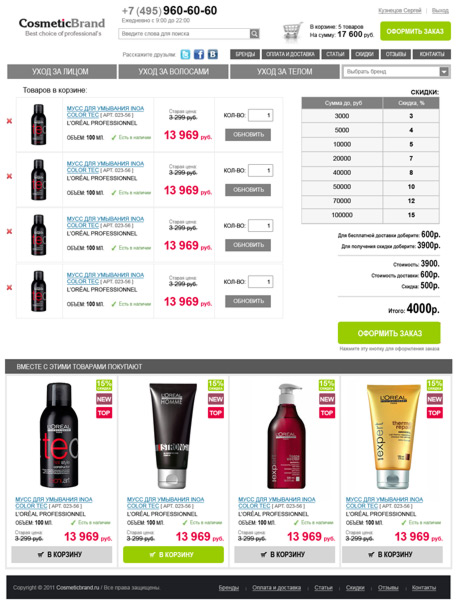 CosmeticBrand
Best choice of professional's
+7 (495) 960-60-60
Ежедневно с 9:00 до 22:00
Введите слова для поиска
Расскажите друзьям:
В корзине: 5 товаров
На сумму: 17 600 руб.
Кузнецов Сергей | Выход
ОФОРМИТЬ ЗАКАЗ
БРЕНДЫ
ОПЛАТА И ДОСТАВКА
СТАТЬИ
СКИДКИ
ОТЗЫВЫ
КОНТАКТЫ
УХОД ЗА ЛИЦОМ
УХОД ЗА ВОЛОСАМИ
УХОД ЗА ТЕЛОМ
Выбрать бренд
Товаров в корзине:
МУСС ДЛЯ УМЫВАНИЯ INOA
COLOR TEC [ АРТ. 023-56 ]
L'ORÉAL PROFESSIONNEL
ОБЪЕМ: 100 МЛ.
Есть в наличии
Старая цена:
3 299 руб.
13 969 руб.
КОЛ-ВО: 1
ОБНОВИТЬ
МУСС ДЛЯ УМЫВАНИЯ INOA
COLOR TEC [ АРТ. 023-56 ]
L'ORÉAL PROFESSIONNEL
ОБЪЕМ: 100 МЛ.
Есть в наличии
Старая цена:
3 299 руб.
13 969 руб.
КОЛ-ВО: 1
ОБНОВИТЬ
МУСС ДЛЯ УМЫВАНИЯ INOA
COLOR TEC [ АРТ. 023-56 ]
L'ORÉAL PROFESSIONNEL
ОБЪЕМ: 100 МЛ.
Есть в наличии
Старая цена:
3 299 руб.
13 969 руб.
КОЛ-ВО: 1
ОБНОВИТЬ
МУСС ДЛЯ УМЫВАНИЯ INOA
COLOR TEC [ АРТ. 023-56 ]
L'ORÉAL PROFESSIONNEL
ОБЪЕМ: 100 МЛ.
Есть в наличии
Старая цена:
3 299 руб.
13 969 руб.
КОЛ-ВО: 1
ОБНОВИТЬ
СКИДКИ:
Сумма до, руб Скидка, %
3000 3
5000 4
10000 5
20000 7
40000 8
50000 10
70000 12
100000 15
Для бесплатной доставки доберите: 600р.
Для получения скидки доберите: 3900р.
Стоимость: 3900.
Стоимость доставки: 600р.
Скидка: 500р.
Итого: 4000р.
ОФОРМИТЬ ЗАКАЗ
Нажмите эту кнопку для оформления заказа.
ВМЕСТЕ С ЭТИМИ ТОВАРАМИ ПОКУПАЮТ
15%
NEW
TOP
МУСС ДЛЯ УМЫВАНИЯ INOA
COLOR TEC [ АРТ. 023-56 ]
L'ORÉAL PROFESSIONNEL
ОБЪЕМ: 100 МЛ.
Есть в наличии
Старая цена:
3 299 руб.
13 969 руб.
В КОРЗИНУ
L'ORÉAL
HOMME
STRONG
15%
NEW
TOP
МУСС ДЛЯ УМЫВАНИЯ INOA
COLOR TEC [ АРТ. 023-56 ]
L'ORÉAL PROFESSIONNEL
ОБЪЕМ: 100 МЛ.
Есть в наличии
Старая цена:
3 299 руб.
13 969 руб.
В КОРЗИНУ
15%
NEW
TOP
МУСС ДЛЯ УМЫВАНИЯ INOA
COLOR TEC [ АРТ. 023-56 ]
L'ORÉAL PROFESSIONNEL
ОБЪЕМ: 100 МЛ.
Есть в наличии
Старая цена:
3 299 руб.
13 969 руб.
В КОРЗИНУ
L'ORÉAL
expert
15%
NEW
TOP
МУСС ДЛЯ УМЫВАНИЯ INOA
COLOR TEC [ АРТ. 023-56 ]
L'ORÉAL PROFESSIONNEL
ОБЪЕМ: 100 МЛ.
Есть в наличии
Старая цена:
3 299 руб.
13 969 руб.
В КОРЗИНУ
Copyright © 2011 Cosmeticbrand.ru / Все права защищены
Бренды | Оплата и доставка | Статьи | Скидки | Отзывы | Контакты